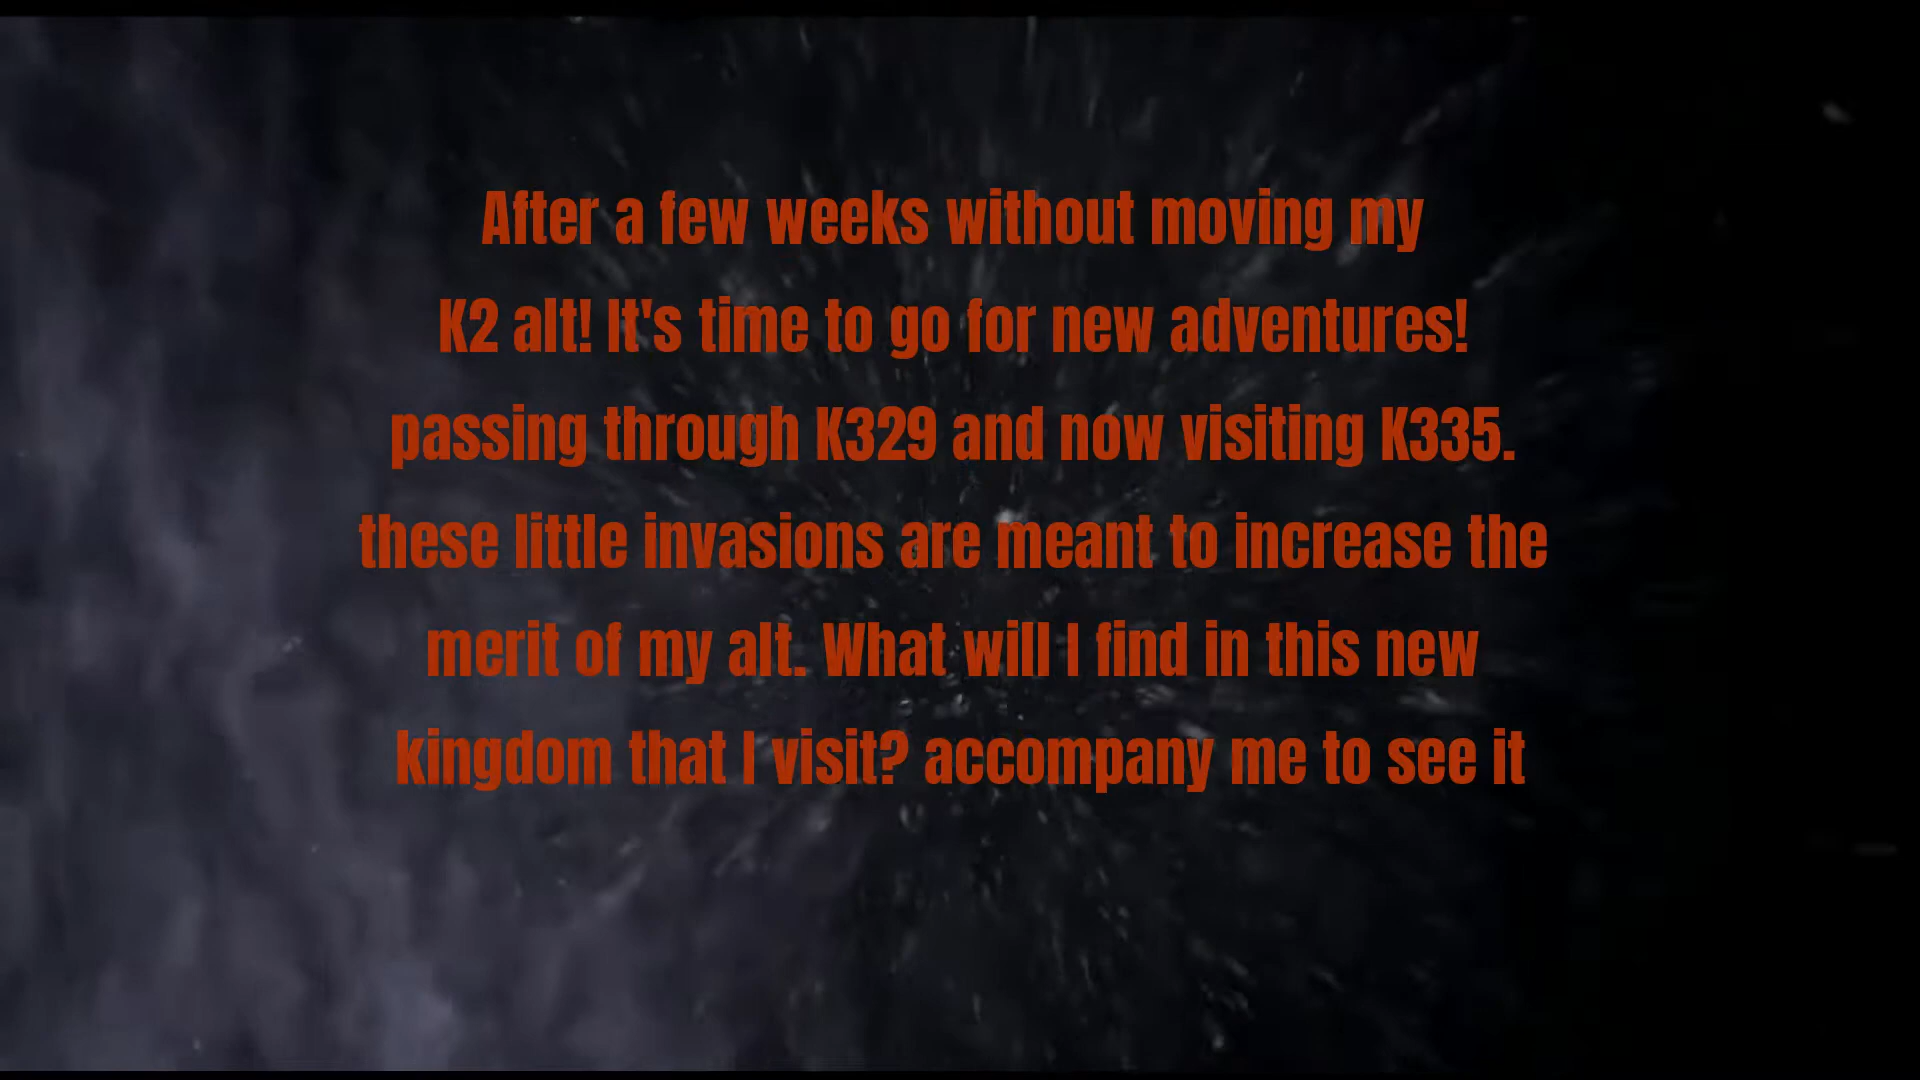 After a few weeks without moving my
K2 alt! It's time to go for new adventures!
passing through K329 and now visiting K335.
these little invasions are meant to increase the
merit of my alt. What will I find in this new
kingdom that I visit? accompany me to see it